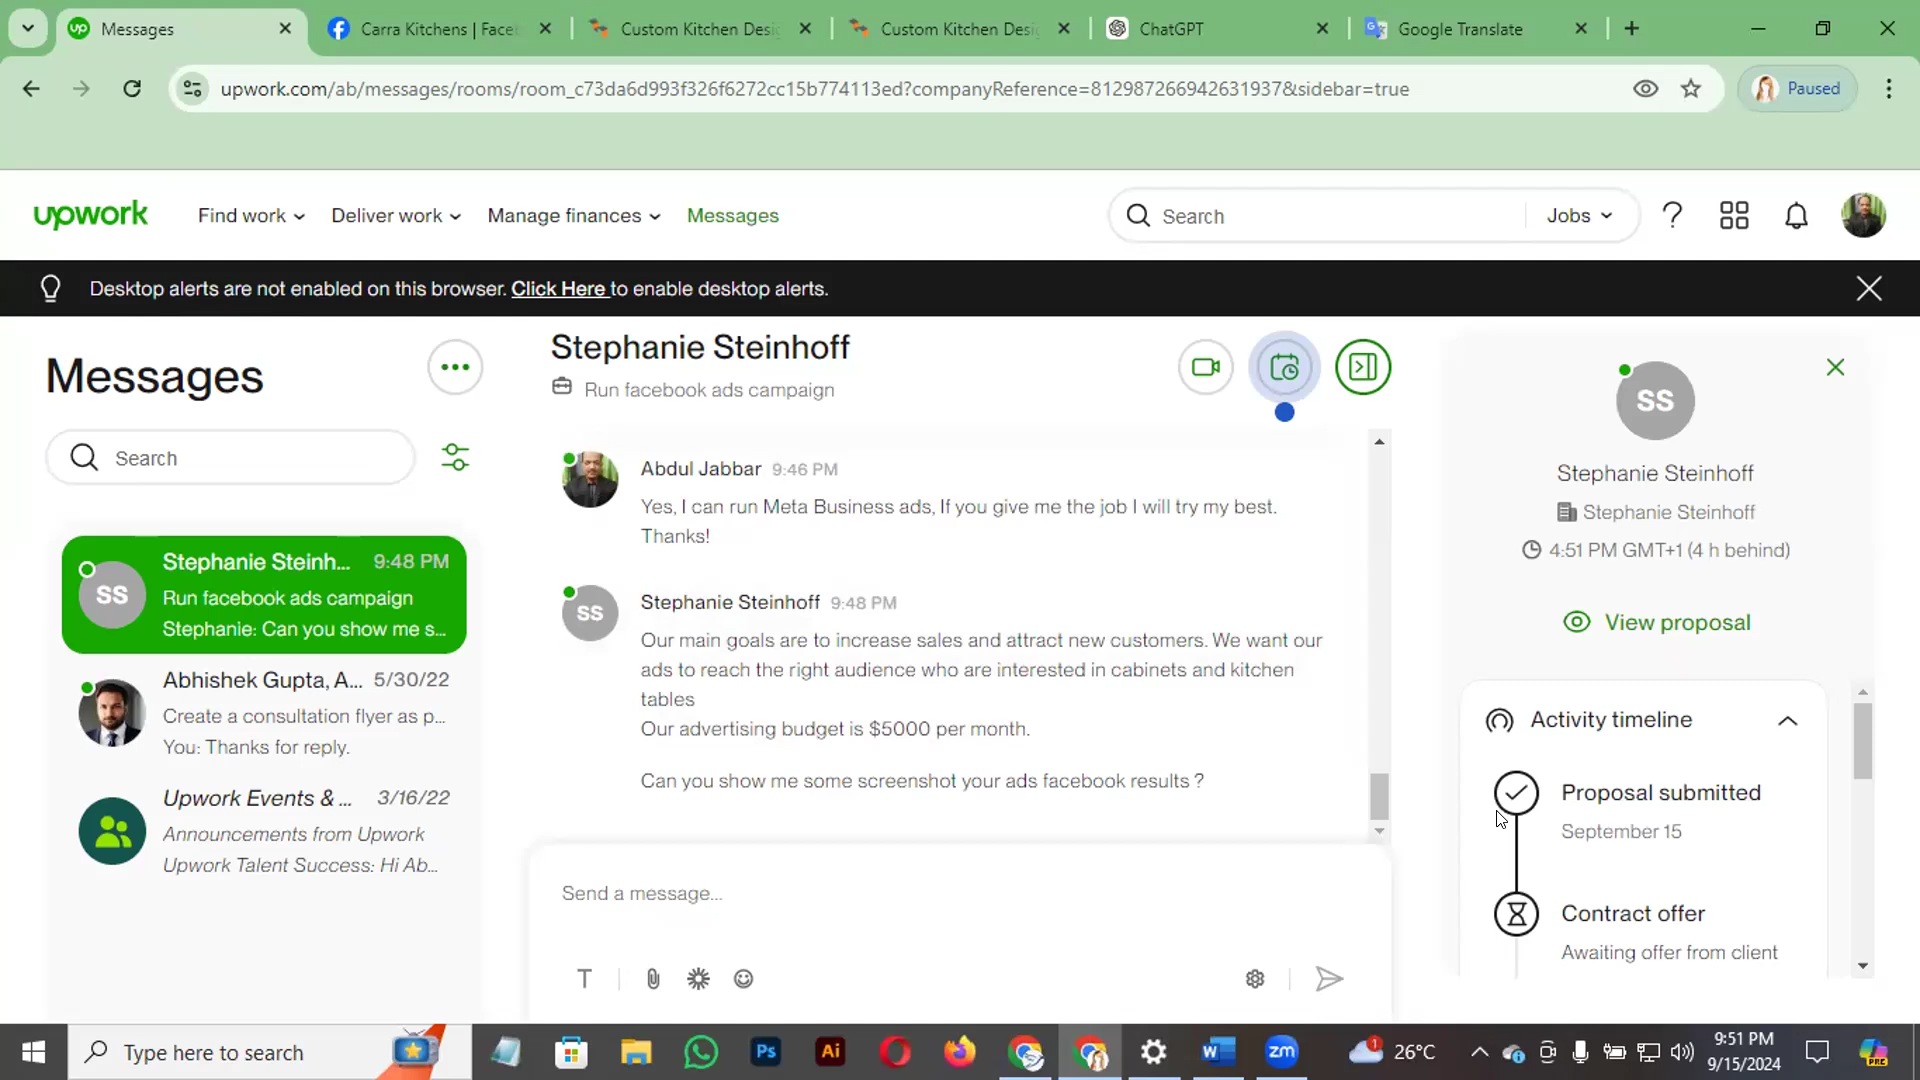 Messages
Carra Kitchens | Face
Custom Kitchen Desi
Custom Kitchen Desi
ChatGPT
Google Translate
upwork.com/ab/messages/rooms/room_c73da6d993f326f6272cc15b774113ed?companyReference=812987266942631937&sidebar=true
Paused
upwork
Find work
Deliver work
Manage finances
Messages
Search
Jobs
Desktop alerts are not enabled on this browser. Click Here to enable desktop alerts.
Messages
Search
Stephanie Steinh... 9:48 PM
SS
Run facebook ads campaign
Stephanie: Can you show me s...
Abhishek Gupta, A... 5/30/22
Create a consultation flyer as p...
You: Thanks for reply.
Upwork Events & ... 3/16/22
Announcements from Upwork
Upwork Talent Success: Hi Ab...
Stephanie Steinhoff
Run facebook ads campaign
Abdul Jabbar 9:46 PM
Yes, I can run Meta Business ads, If you give me the job I will try my best.
Thanks!
SS
Stephanie Steinhoff 9:48 PM
Our main goals are to increase sales and attract new customers. We want our
ads to reach the right audience who are interested in cabinets and kitchen
tables
Our advertising budget is $5000 per month.
Can you show me some screenshot your ads facebook results ?
Send a message...
SS
Stephanie Steinhoff
Stephanie Steinhoff
4:51 PM GMT+1 (4 h behind)
View proposal
Activity timeline
Proposal submitted
September 15
Contract offer
Awaiting offer from client
Type here to search
Ps
Ai
W
zm
1
26°C
9:51 PM
9/15/2024
PRE